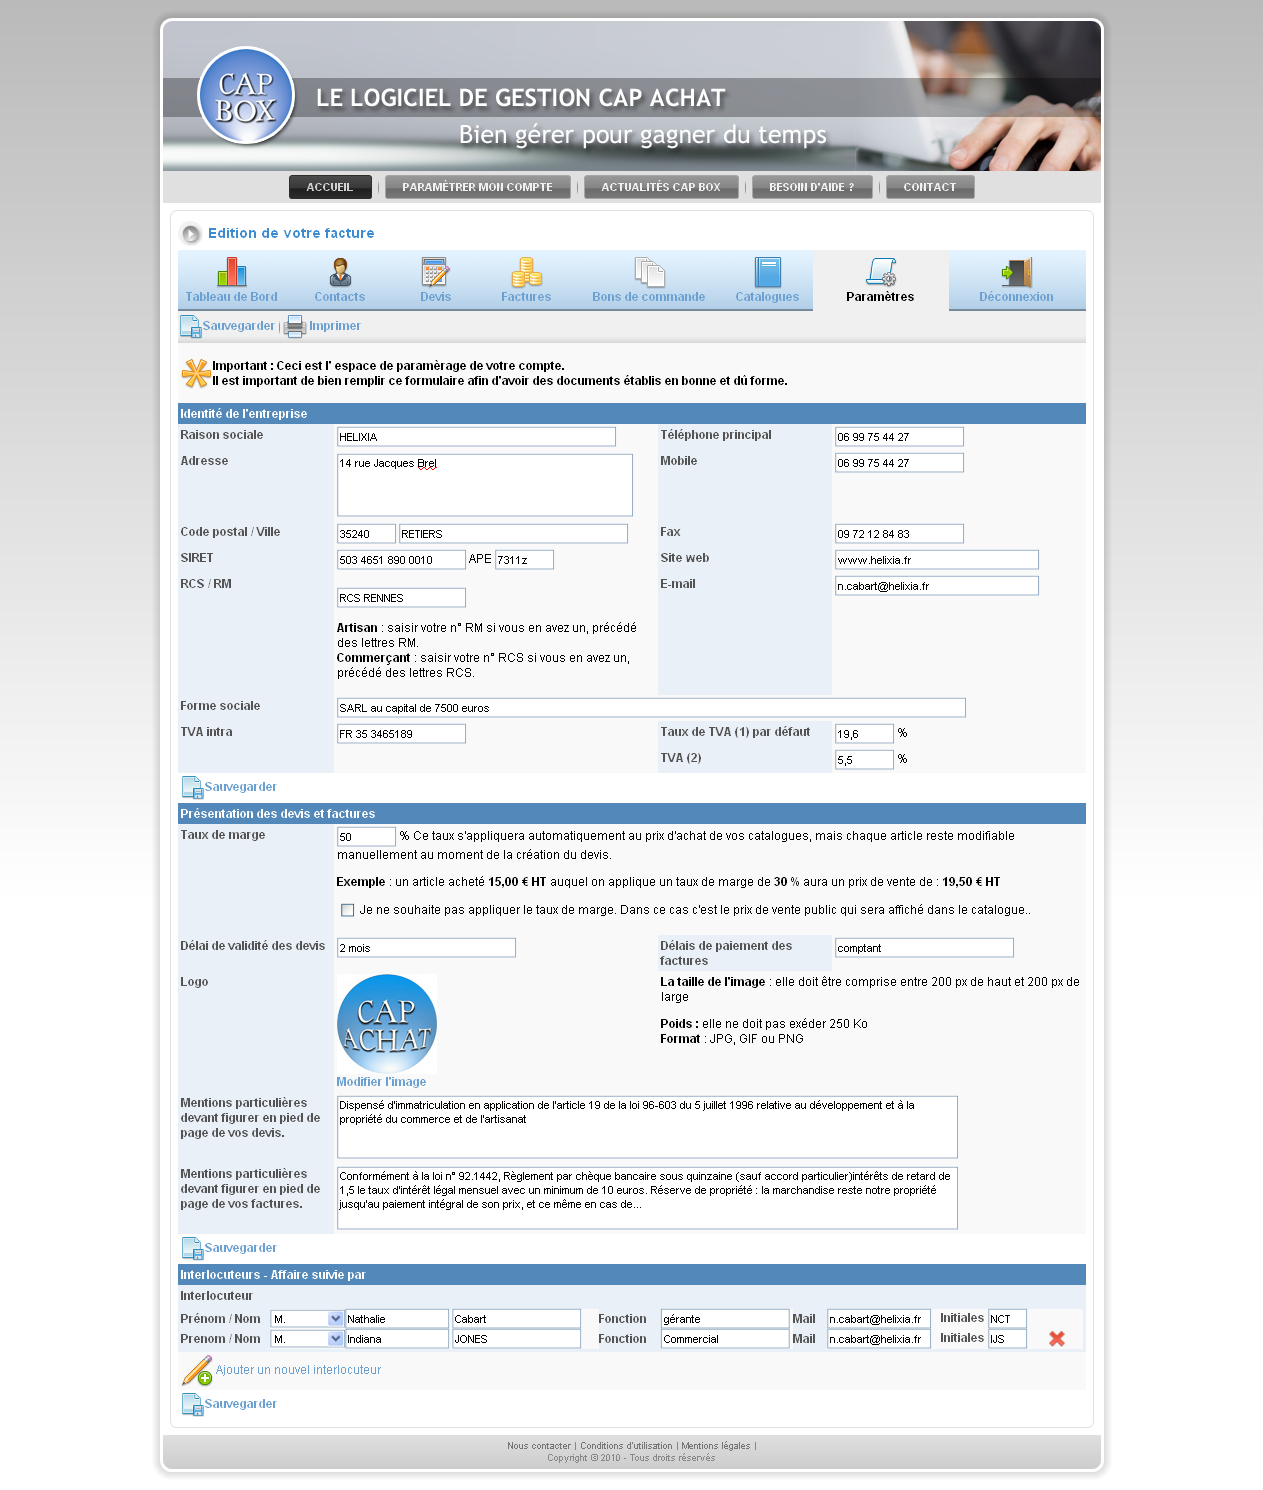 CAP
BOX
LE LOGICIEL DE GESTION CAP ACHAT
Bien gérer pour gagner du temps
ACCUEIL | PARAMÉTRER MON COMPTE | ACTUALITÉS CAP BOX | BESOIN D'AIDE ? | CONTACT
Edition de votre facture
Tableau de Bord Contacts Devis Factures Bons de commande Catalogues Paramètres Déconnexion
Sauvegarder | Imprimer
Important : Ceci est l' espace de paramèrage de votre compte.
Il est important de bien remplir ce formulaire afin d'avoir des documents établis en bonne et dû forme.
Identité de l'entreprise
Raison sociale HELIXIA Téléphone principal 06 99 75 44 27
Adresse 14 rue Jacques Brel Mobile 06 99 75 44 27
Code postal / Ville 35240 RETIERS Fax 09 72 12 84 83
SIRET 503 4651 890 0010 APE 7311z Site web www.helixia.fr
RCS / RM RCS RENNES E-mail n.cabart@helixia.fr
Artisan : saisir votre n° RM si vous en avez un, précédé
des lettres RM.
Commerçant : saisir votre n° RCS si vous en avez un,
précédé des lettres RCS.
Forme sociale SARL au capital de 7500 euros
TVA intra FR 35 3465189 Taux de TVA (1) par défaut 19,6 %
TVA (2) 5,5 %
Sauvegarder
Présentation des devis et factures
Taux de marge 50 % Ce taux s'appliquera automatiquement au prix d'achat de vos catalogues, mais chaque article reste modifiable
manuellement au moment de la création du devis.
Exemple : un article acheté 15,00 € HT auquel on applique un taux de marge de 30 % aura un prix de vente de : 19,50 € HT
Je ne souhaite pas appliquer le taux de marge. Dans ce cas c'est le prix de vente public qui sera affiché dans le catalogue..
Délai de validité des devis 2 mois Délais de paiement des
factures comptant
Logo
CAP
ACHAT
Modifier l'image
La taille de l'image : elle doit être comprise entre 200 px de haut et 200 px de
large
Poids : elle ne doit pas exéder 250 Ko
Format : JPG, GIF ou PNG
Mentions particulières
devant figurer en pied de
page de vos devis.
Dispensé d'immatriculation en application de l'article 19 de la loi 96-603 du 5 juillet 1996 relative au développement et à la
propriété du commerce et de l'artisanat
Mentions particulières
devant figurer en pied de
page de vos factures.
Conformément à la loi n° 92.1442, Règlement par chèque bancaire sous quinzaine (sauf accord particulier)intérêts de retard de
1,5 le taux d'intérêt légal mensuel avec un minimum de 10 euros. Réserve de propriété : la marchandise reste notre propriété
jusqu'au paiement intégral de son prix, et ce même en cas de...
Sauvegarder
Interlocuteurs - Affaire suivie par
Interlocuteur
Prénom / Nom M. Nathalie Cabart Fonction gérante Mail n.cabart@helixia.fr Initiales NCT
Prenom / Nom M. Indiana JONES Fonction Commercial Mail n.cabart@helixia.fr Initiales IJS
Ajouter un nouvel interlocuteur
Sauvegarder
Nous contacter | Conditions d'utilisation | Mentions légales |
Copyright © 2010 - Tous droits réservés